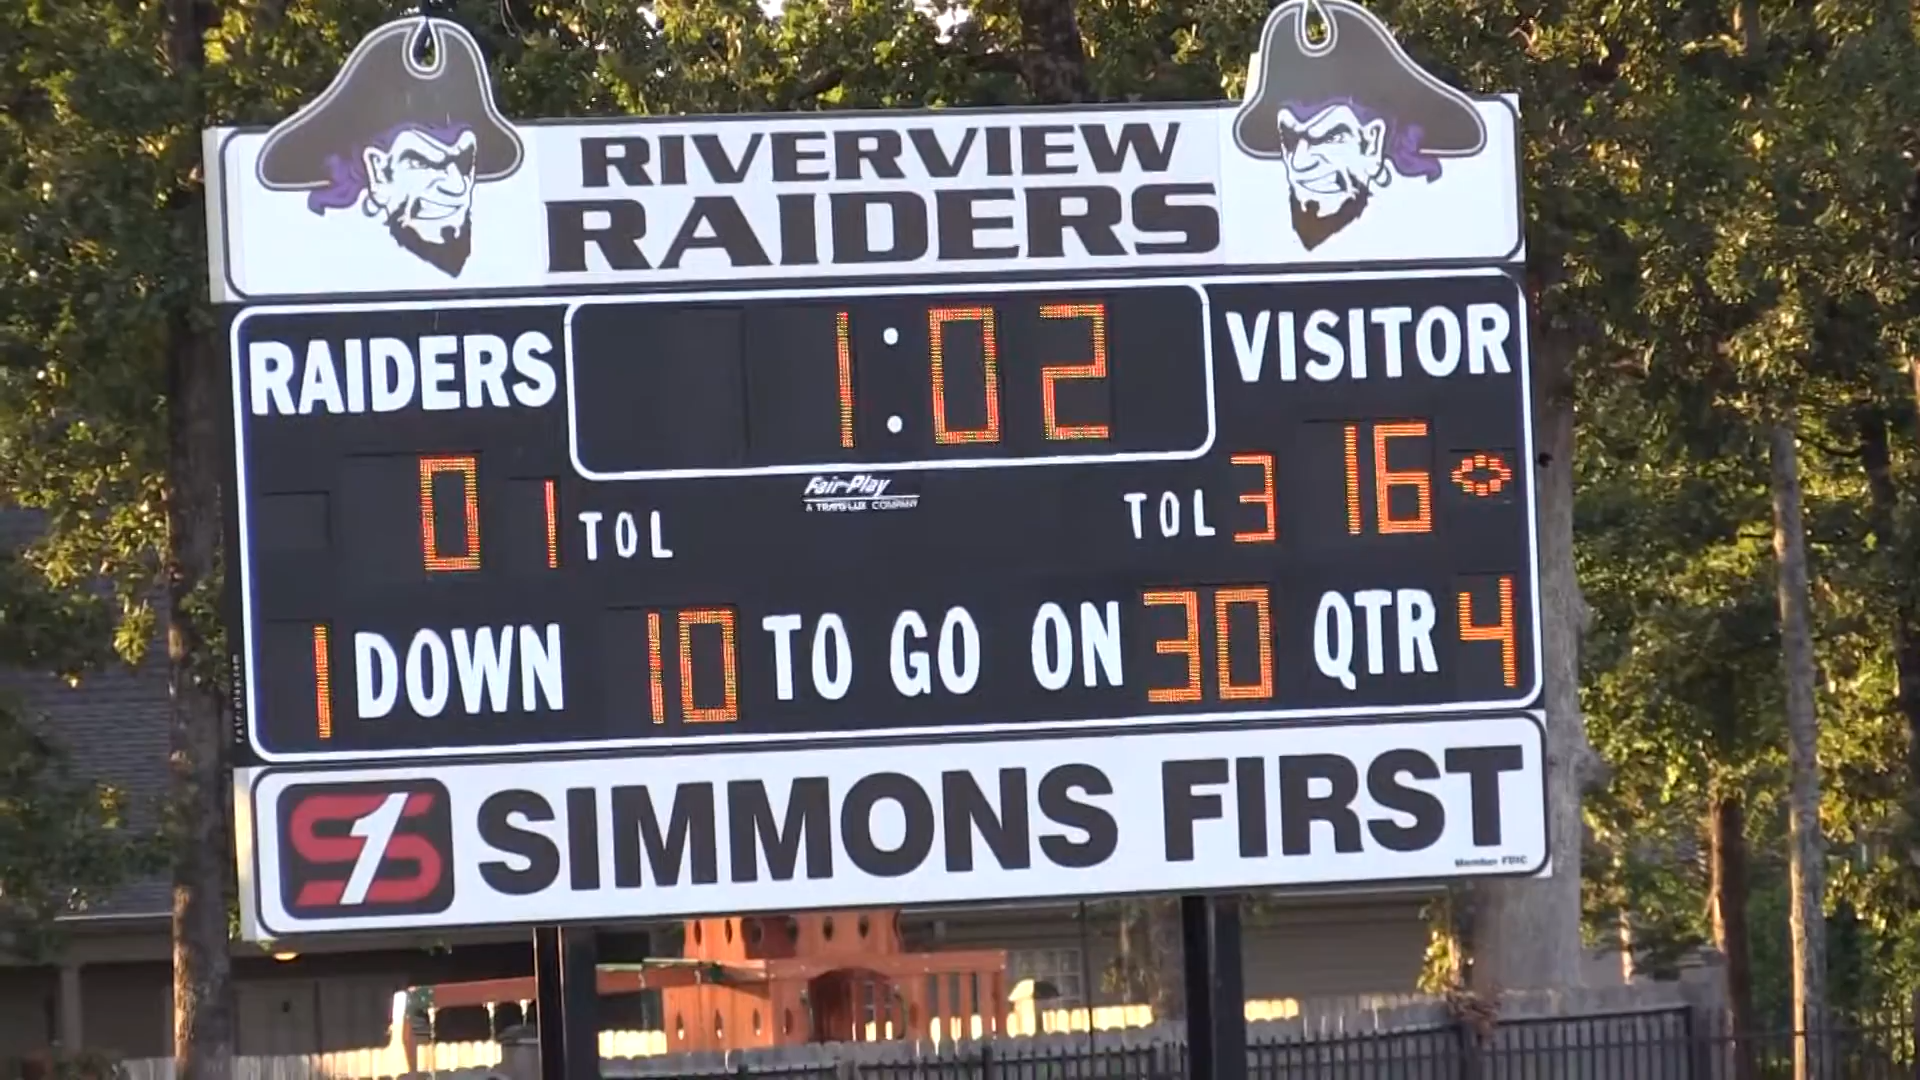 RIVERVIEW
RAIDERS
RAIDERS
1:02
VISITOR
0 1 TOL
Fair-Play
A TRANS-LUX COMPANY
TOL 3 16
1 DOWN 10 TO GO ON 30 QTR 4
S1 SIMMONS FIRST
Member FDIC